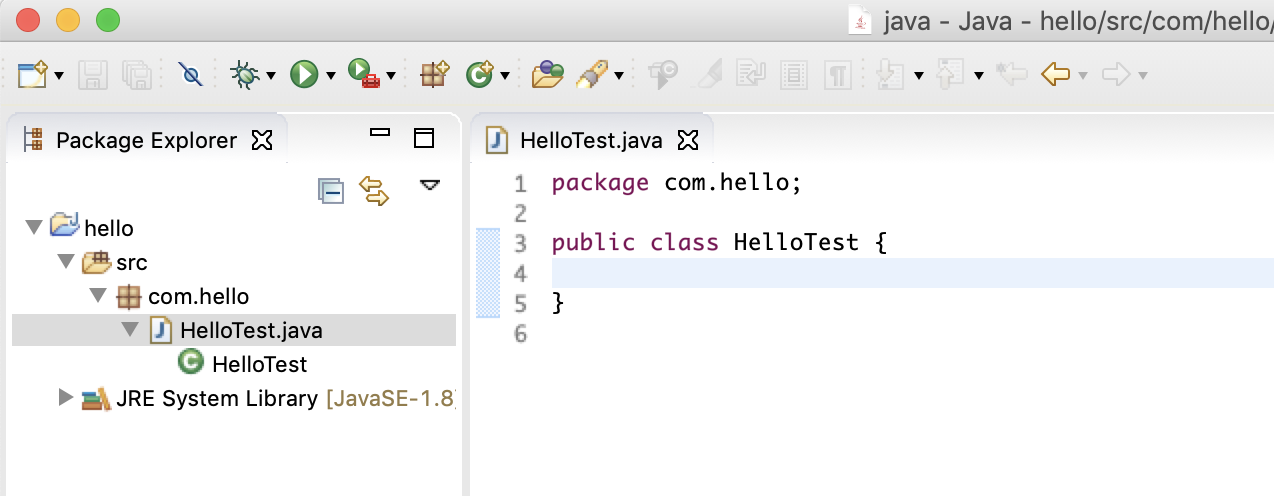 java - Java - hello/src/com/hello/
Package Explorer
hello
src
com.hello
HelloTest.java
HelloTest
JRE System Library [JavaSE-1.8]
HelloTest.java
1 package com.hello;
2
3 public class HelloTest {
4
5 }
6